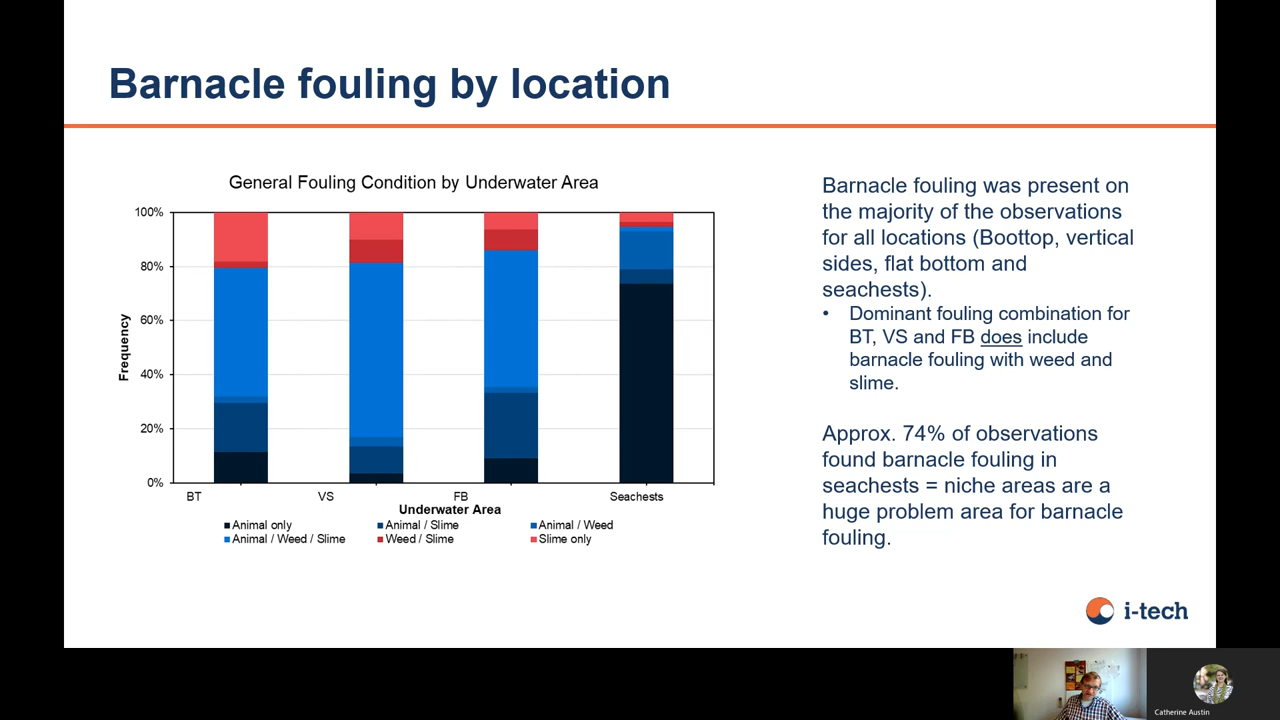 Barnacle fouling by location
General Fouling Condition by Underwater Area
100%
80%
60%
40%
20%
0%
Frequency
BT
VS
FB
Seachests
Underwater Area
Animal only
Animal / Slime
Animal / Weed
Animal / Weed / Slime
Weed / Slime
Slime only
Barnacle fouling was present on
the majority of the observations
for all locations (Boottop, vertical
sides, flat bottom and
seachests).
• Dominant fouling combination for
BT, VS and FB does include
barnacle fouling with weed and
slime.
Approx. 74% of observations
found barnacle fouling in
seachests = niche areas are a
huge problem area for barnacle
fouling.
i-tech
Catherine Austin